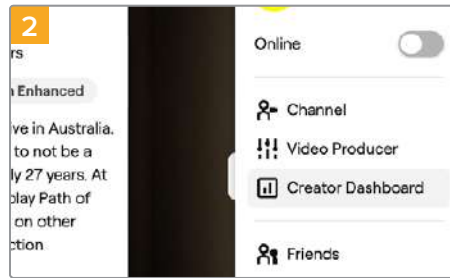 2
rs
Enhanced
ve in Australia.
to not be a
ly 27 years. At
play Path of
on other
ction
Online
Channel
Video Producer
Creator Dashboard
Friends